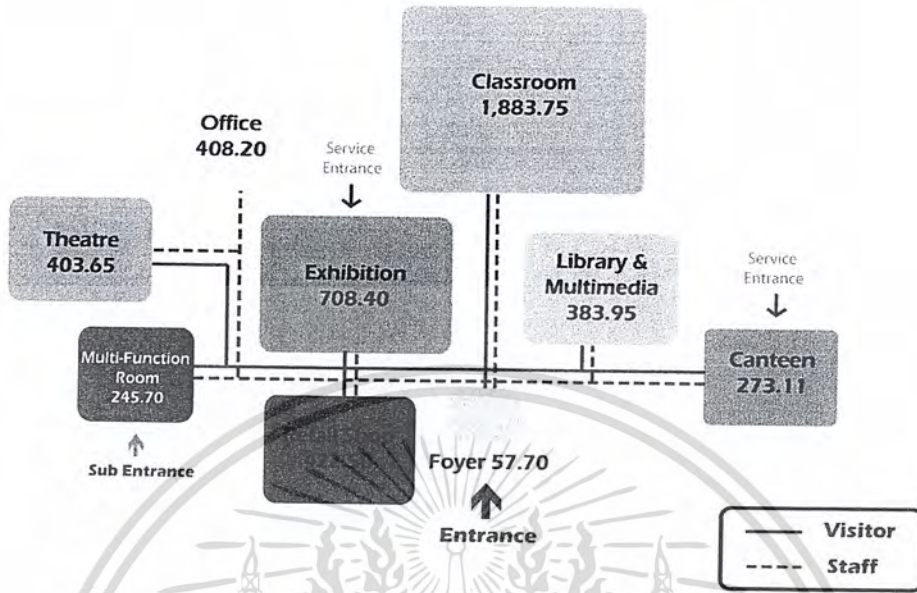 Classroom
1,883.75
Office
408.20
Service
Entrance
Theatre
403.65
Exhibition
708.40
Library &
Multimedia
383.95
Service
Entrance
Multi-Function
Room
245.70
Canteen
273.11
Sub Entrance
Foyer 57.70
Entrance
Visitor
Staff